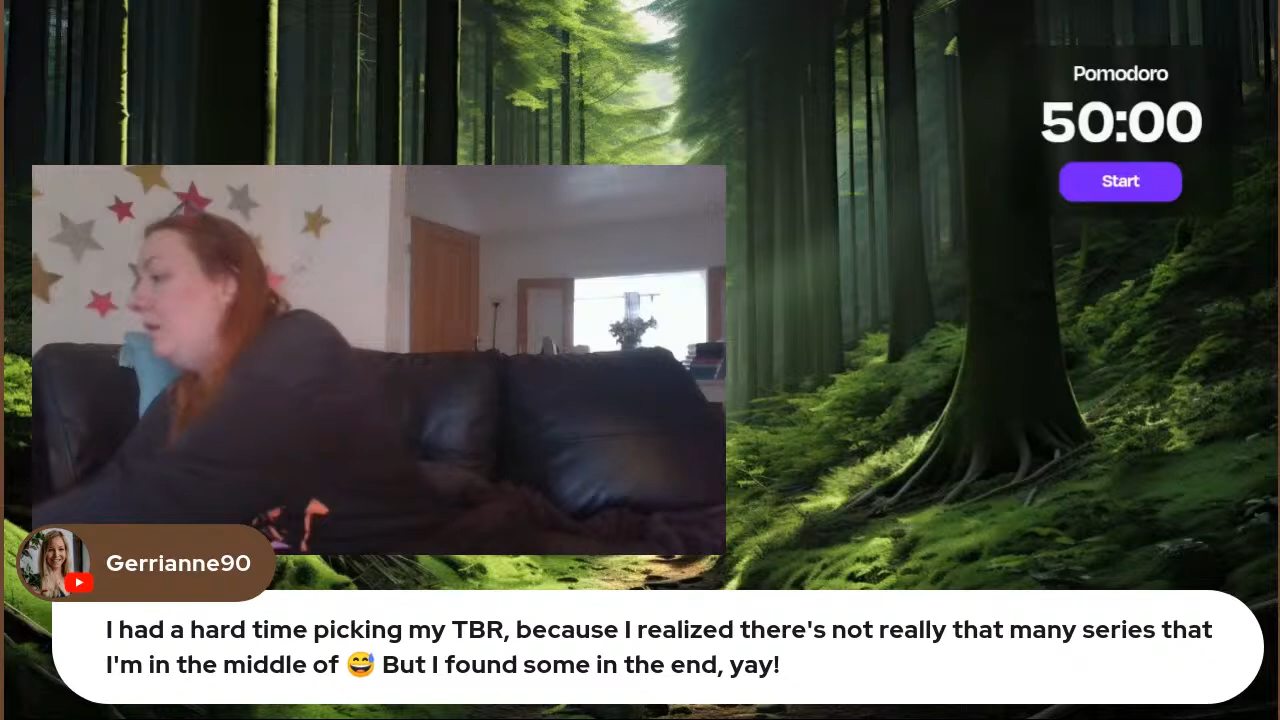 Pomodoro
50:00
Start
Gerrianne90
I had a hard time picking my TBR, because I realized there's not really that many series that
I'm in the middle of 😅 But I found some in the end, yay!